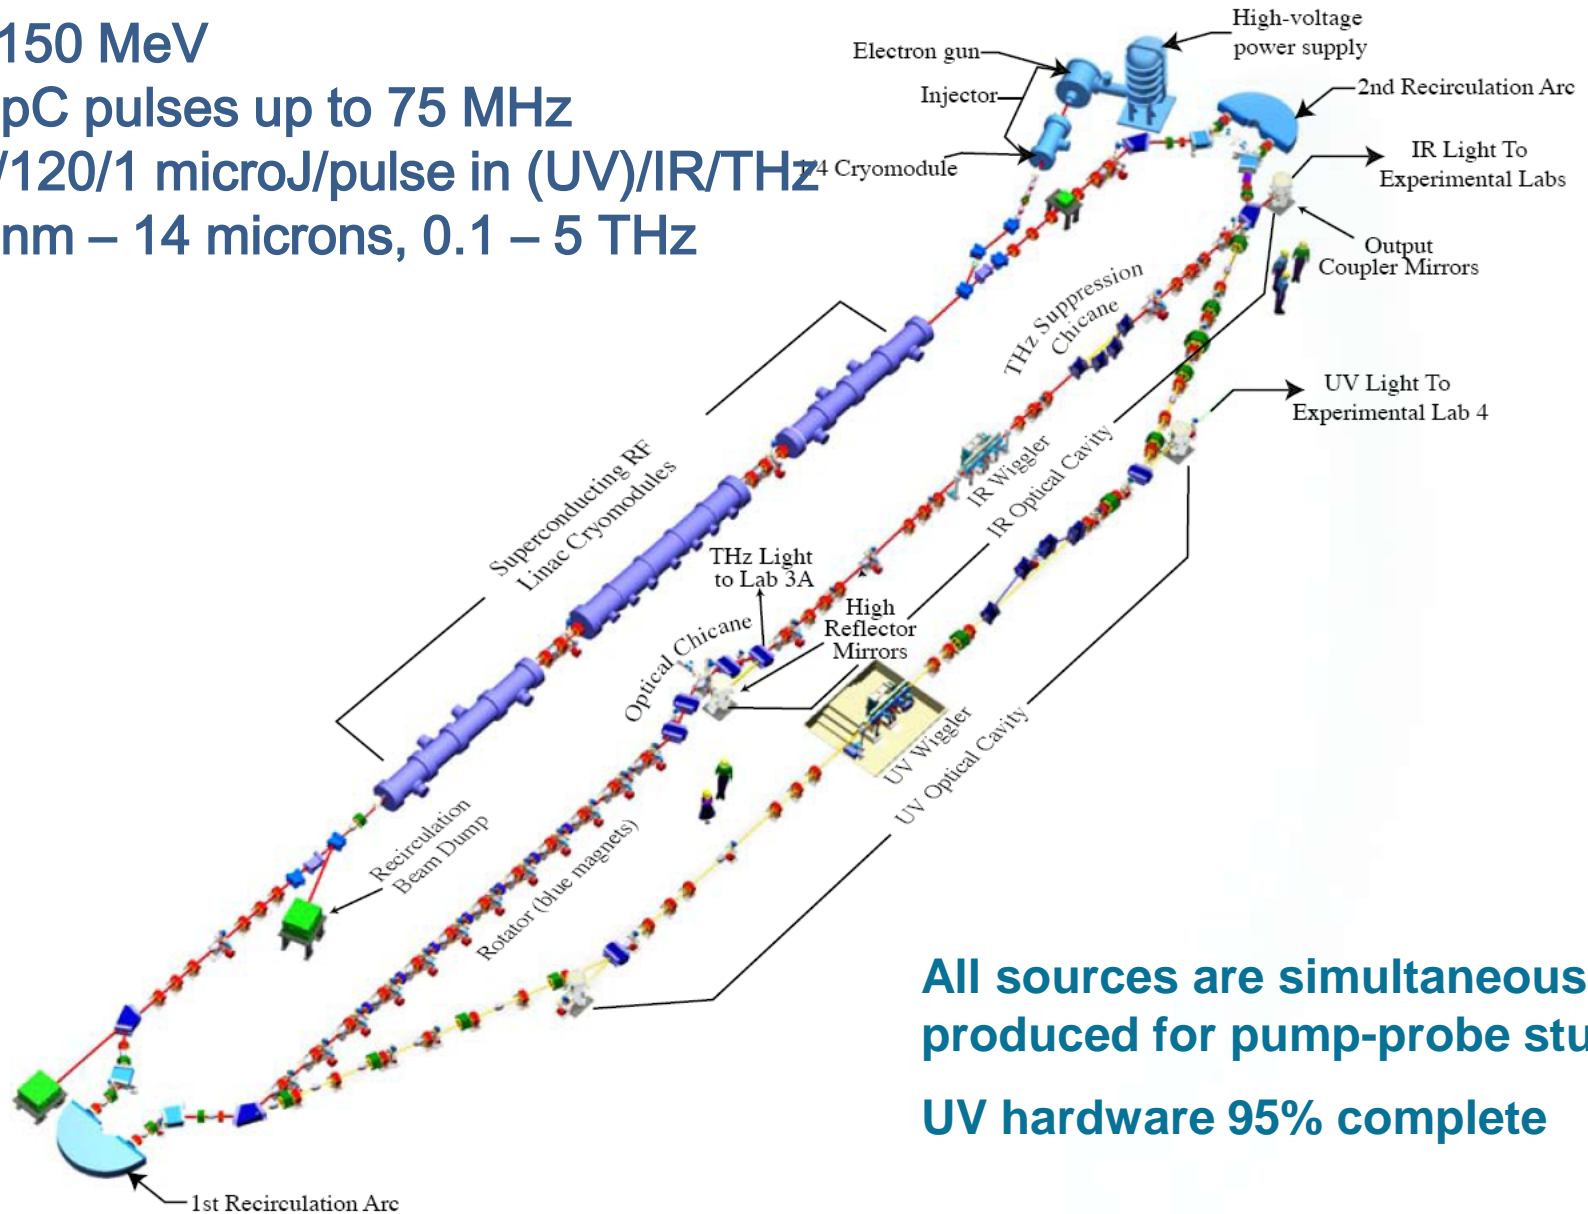 150 MeV
pC pulses up to 75 MHz
/120/1 microJ/pulse in (UV)/IR/THz
nm – 14 microns, 0.1 – 5 THz
High-voltage
power supply
Electron gun
Injector
2nd Recirculation Arc
1/4 Cryomodule
IR Light To
Experimental Labs
Output
Coupler Mirrors
THz Suppression
Chicane
UV Light To
Experimental Lab 4
Superconducting RF
Linac Cryomodules
IR Wiggler
IR Optical Cavity
THz Light
to Lab 3A
High
Reflector
Mirrors
Optical Chicane
UV Wiggler
UV Optical Cavity
Recirculation
Beam Dump
Rotator (blue magnets)
All sources are simultaneous
produced for pump-probe stu
UV hardware 95% complete
1st Recirculation Arc